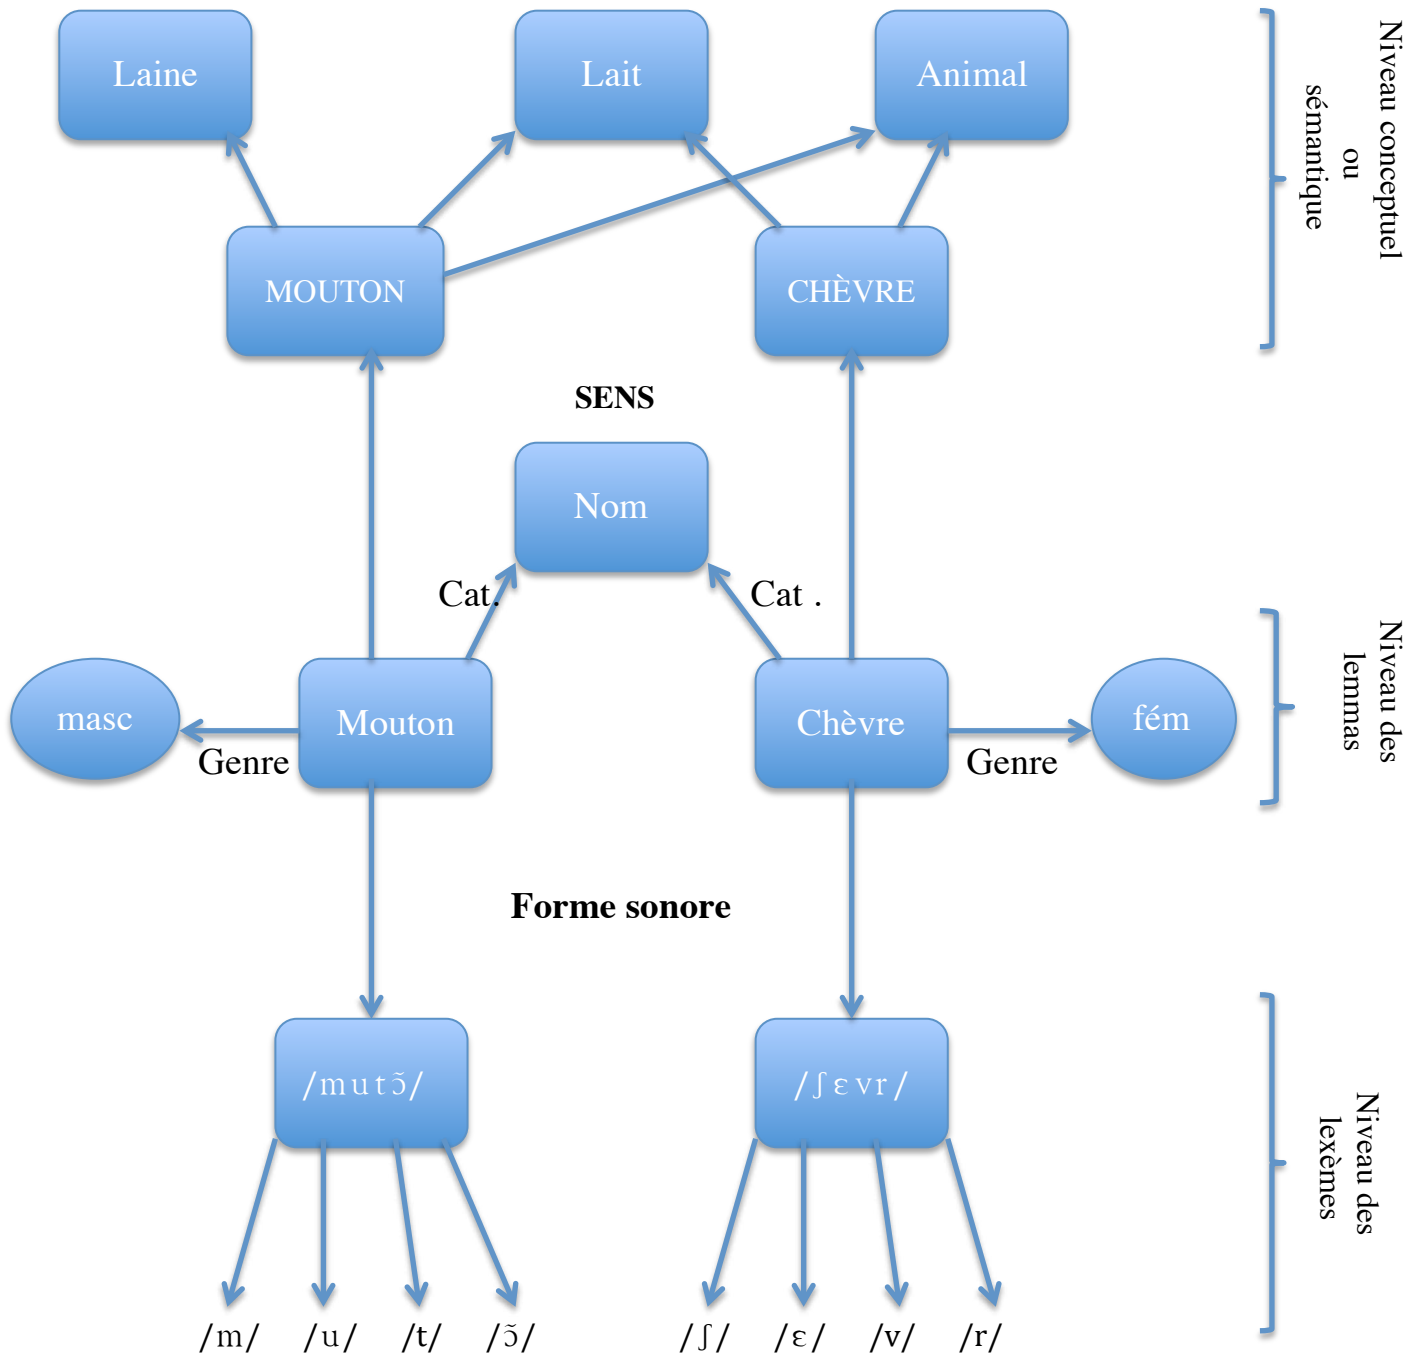 Laine
Lait
Animal
Niveau conceptuel
ou
sémantique
MOUTON
CHÈVRE
SENS
Nom
Cat.
Cat .
masc
Mouton
Chèvre
fém
Genre
Genre
Niveau des
lemmas
Forme sonore
/mutɔ̃/
/ʃɛvr/
Niveau des
lexèmes
/m/ /u/ /t/ /ɔ̃/
/ʃ/ /ɛ/ /v/ /r/